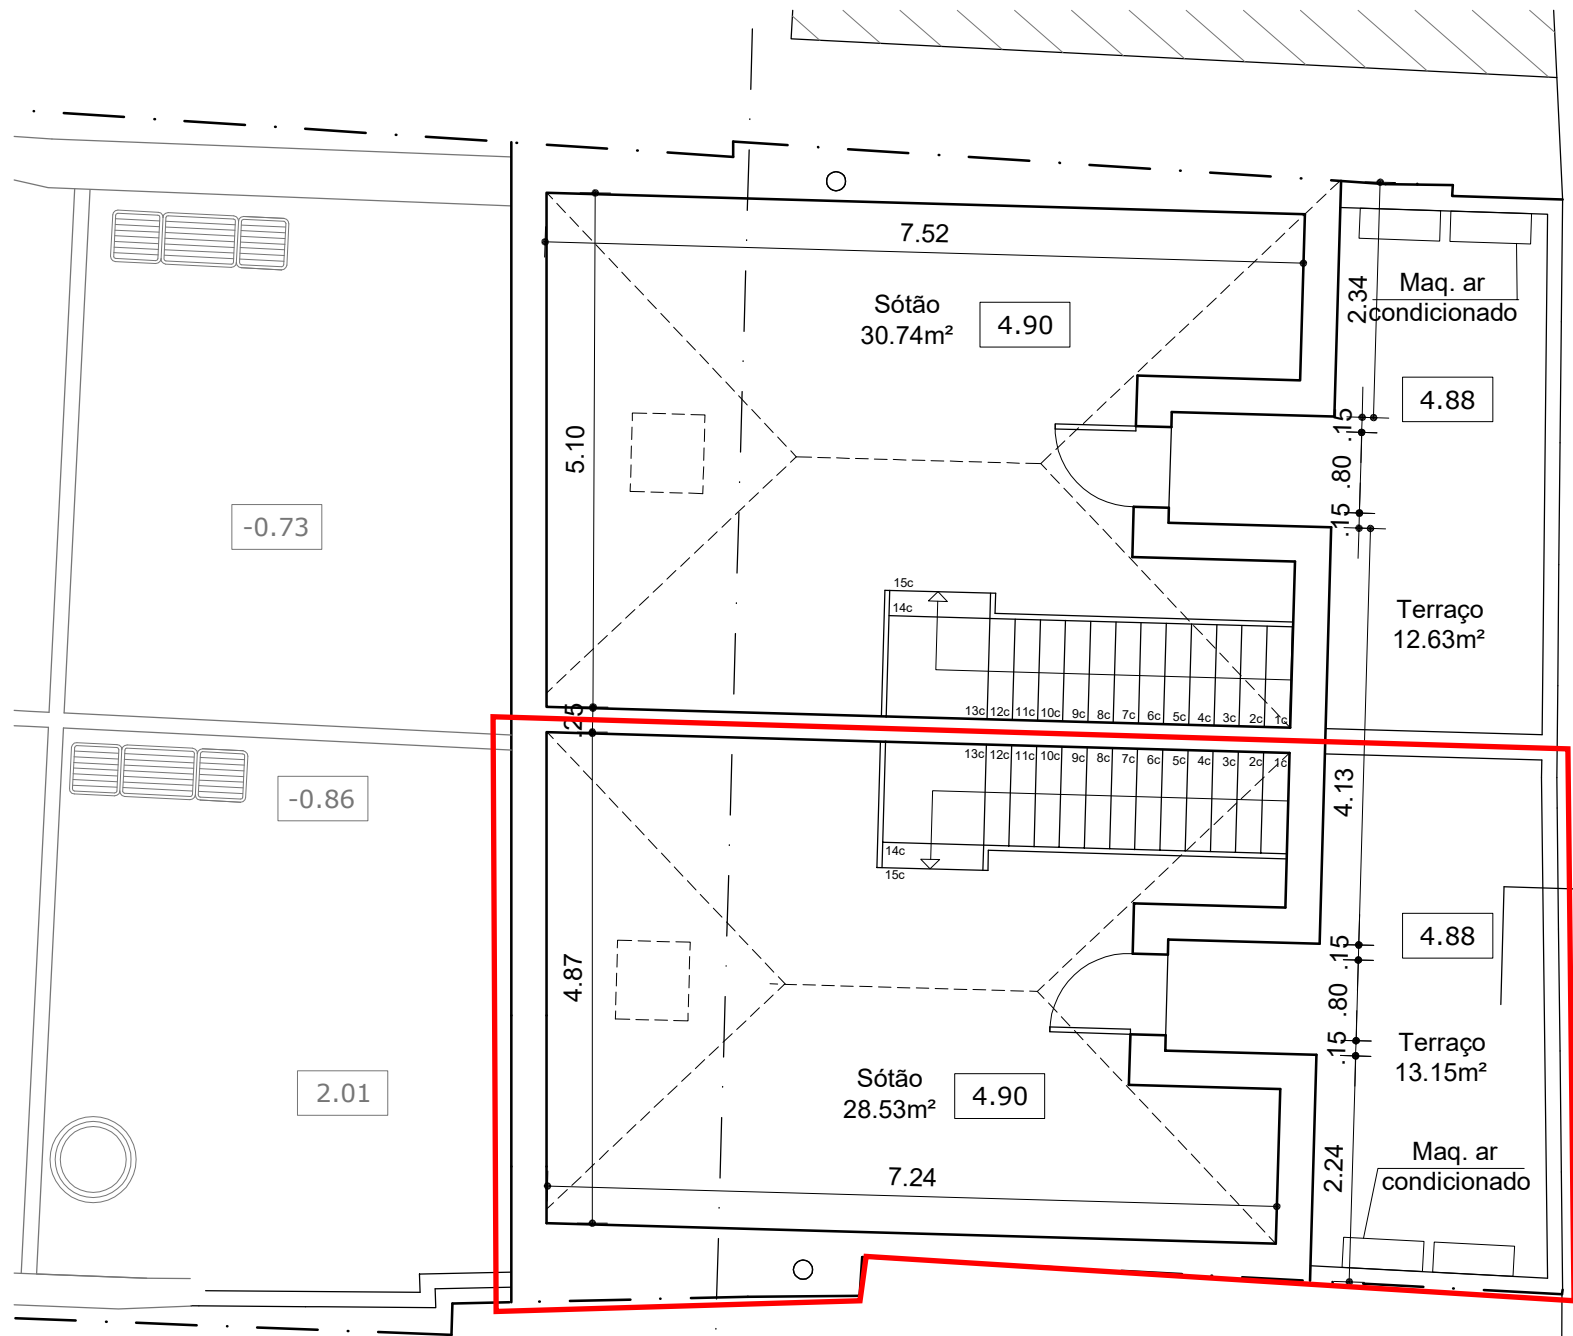 7.52
Sótão
30.74m²
4.90
2.34
Maq. ar
condicionado
4.88
.15
.80
.15
5.10
-0.73
Terraço
12.63m²
15c
14c
13c 12c 11c 10c 9c 8c 7c 6c 5c 4c 3c 2c 1c
.25
13c 12c 11c 10c 9c 8c 7c 6c 5c 4c 3c 2c 1c
14c
15c
-0.86
4.13
4.88
.15
.80
.15
4.87
Terraço
13.15m²
Sótão
28.53m²
4.90
2.01
7.24
2.24
Maq. ar
condicionado